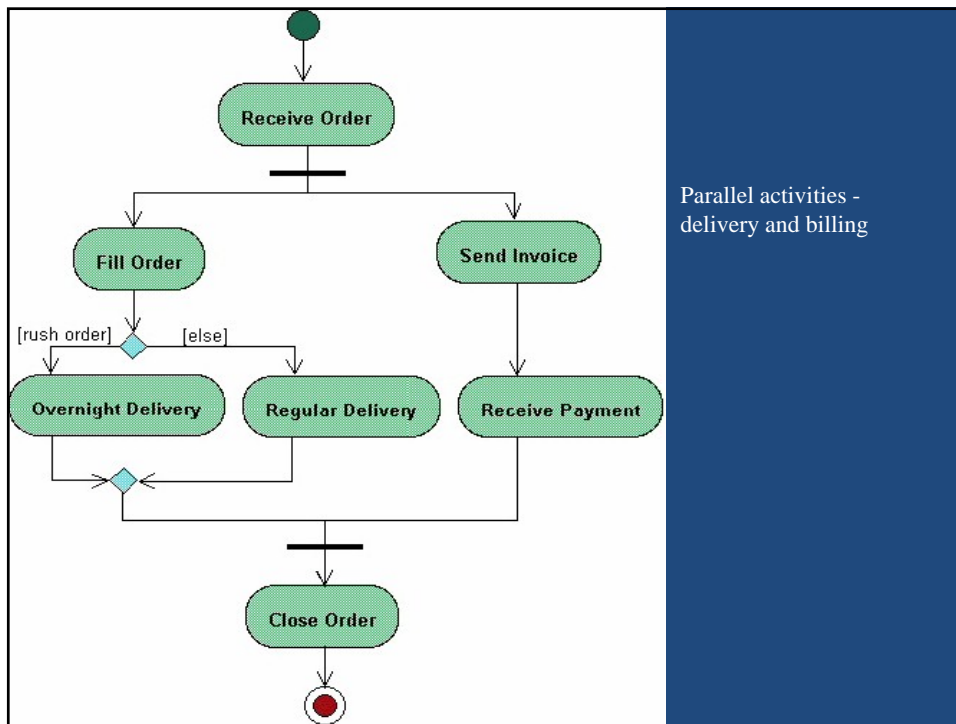 Receive Order
Parallel activities -
delivery and billing
Fill Order
Send Invoice
[rush order]
[else]
Overnight Delivery
Regular Delivery
Receive Payment
Close Order